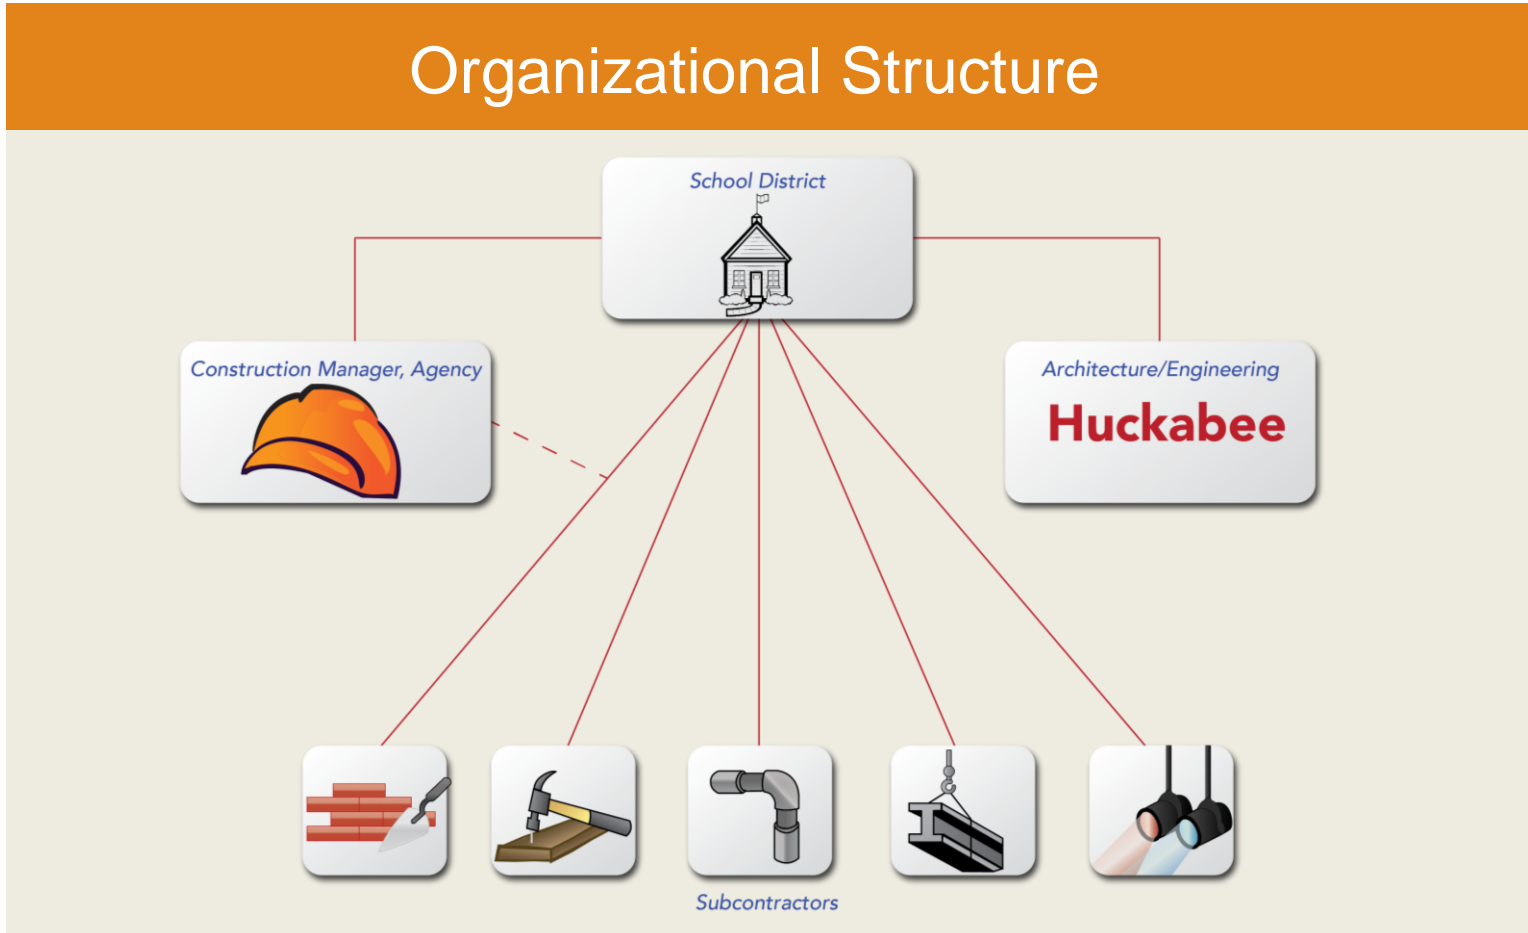 Organizational Structure
School District
Construction Manager, Agency
Architecture/Engineering
Huckabee
Subcontractors